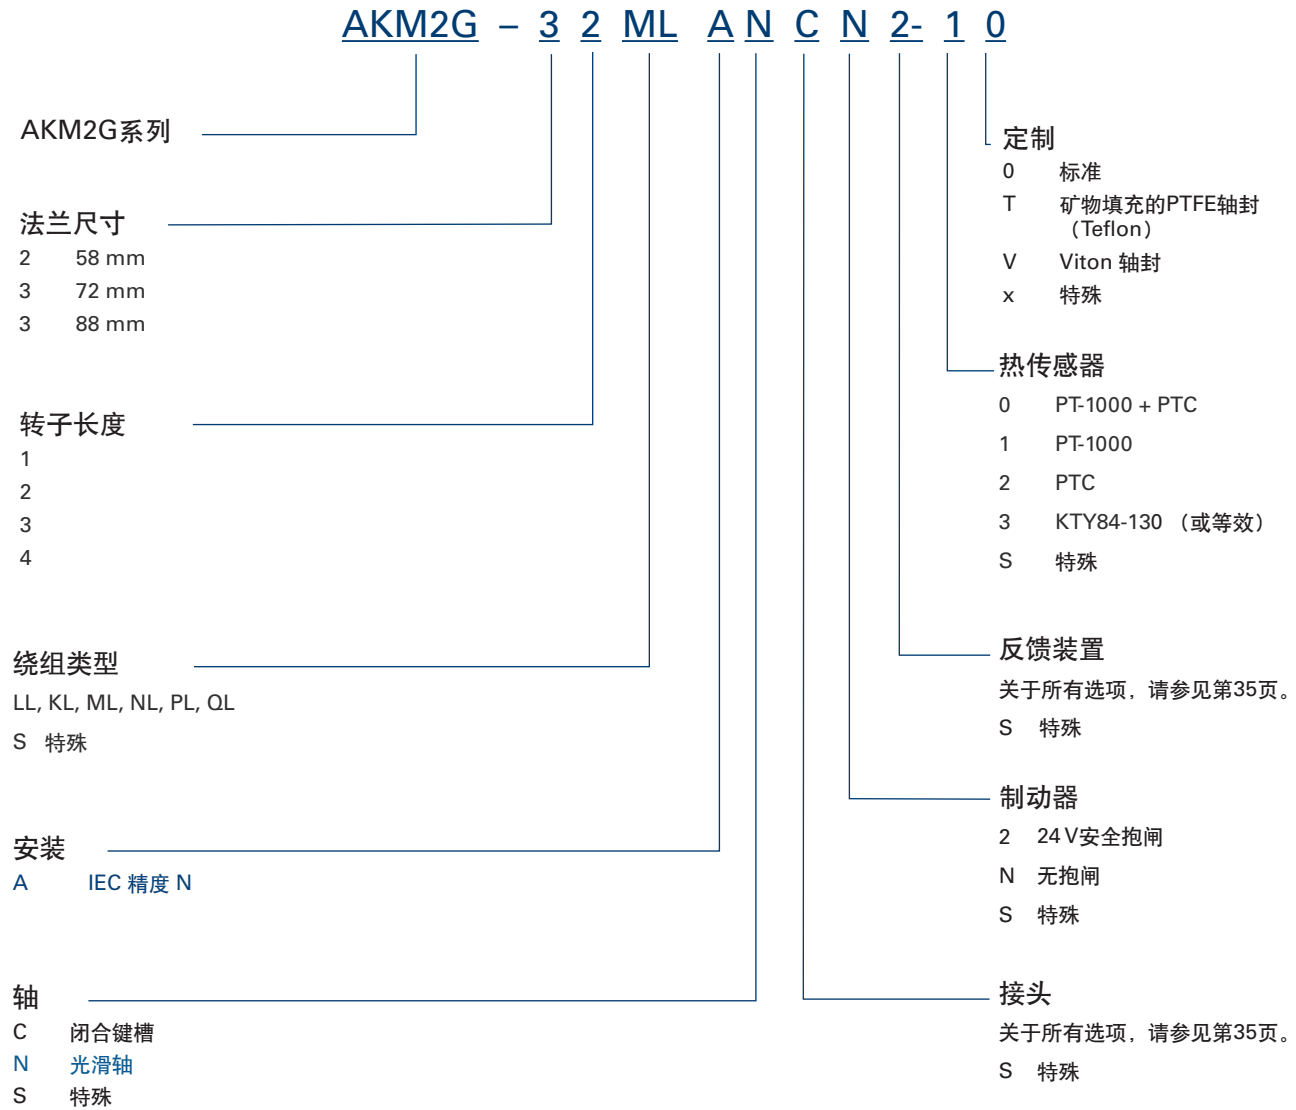 AKM2G – 3 2 ML A N C N 2- 1 0
AKM2G系列
法兰尺寸
2 58 mm
3 72 mm
3 88 mm
转子长度
1
2
3
4
绕组类型
LL, KL, ML, NL, PL, QL
S 特殊
安装
A IEC 精度 N
轴
C 闭合键槽
N 光滑轴
S 特殊
定制
0 标准
T 矿物填充的PTFE轴封
（Teflon）
V Viton 轴封
x 特殊
热传感器
0 PT-1000 + PTC
1 PT-1000
2 PTC
3 KTY84-130 （或等效）
S 特殊
反馈装置
关于所有选项，请参见第35页。
S 特殊
制动器
2 24 V安全抱闸
N 无抱闸
S 特殊
接头
关于所有选项，请参见第35页。
S 特殊